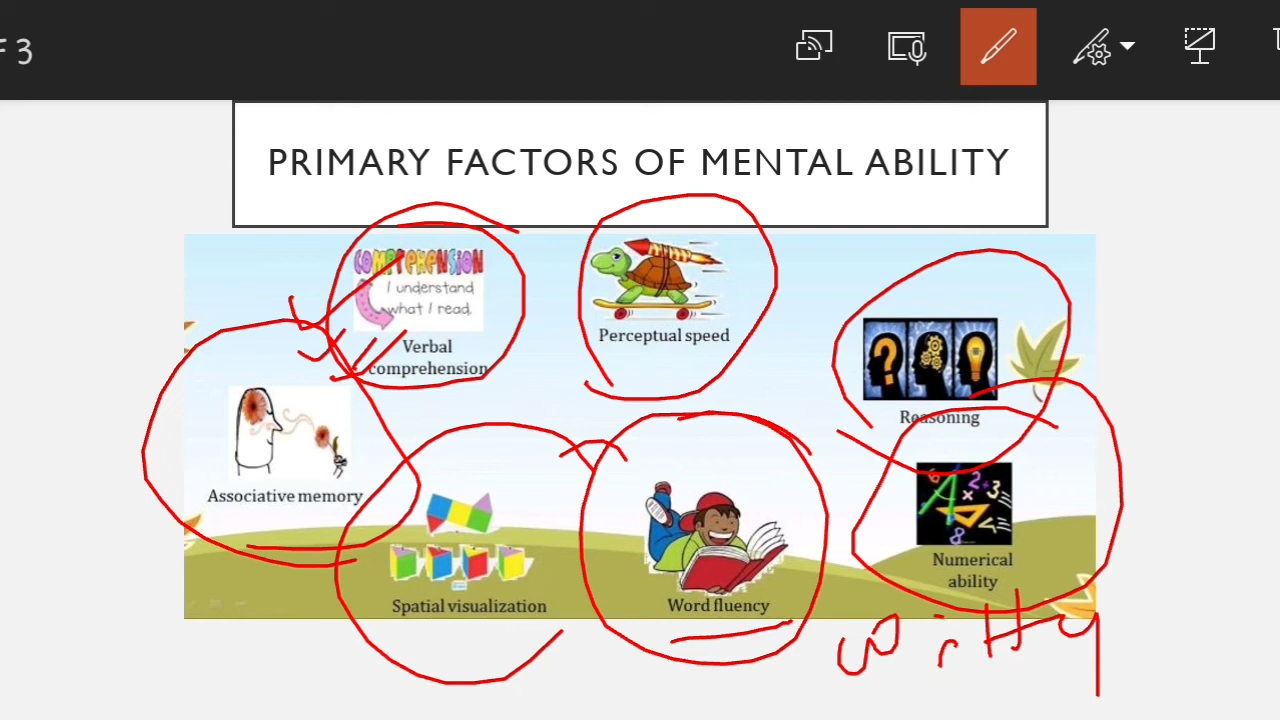 F 3
PRIMARY FACTORS OF MENTAL ABILITY
COMPREHENSION
I understand
what I read.
Verbal
comprehension
Perceptual speed
Reasoning
Associative memory
Spatial visualization
Word fluency
Numerical
ability
witty